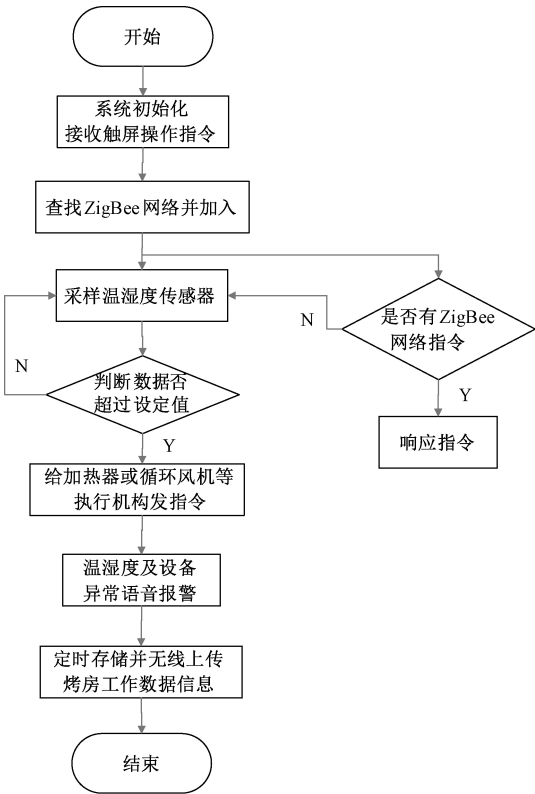 开始
系统初始化
接收触屏操作指令
查找ZigBee网络并加入
采样温湿度传感器
是否有ZigBee
网络指令
N
N
判断数据否
超过设定值
Y
Y
响应指令
给加热器或循环风机等
执行机构发指令
温湿度及设备
异常语音报警
定时存储并无线上传
烤房工作数据信息
结束